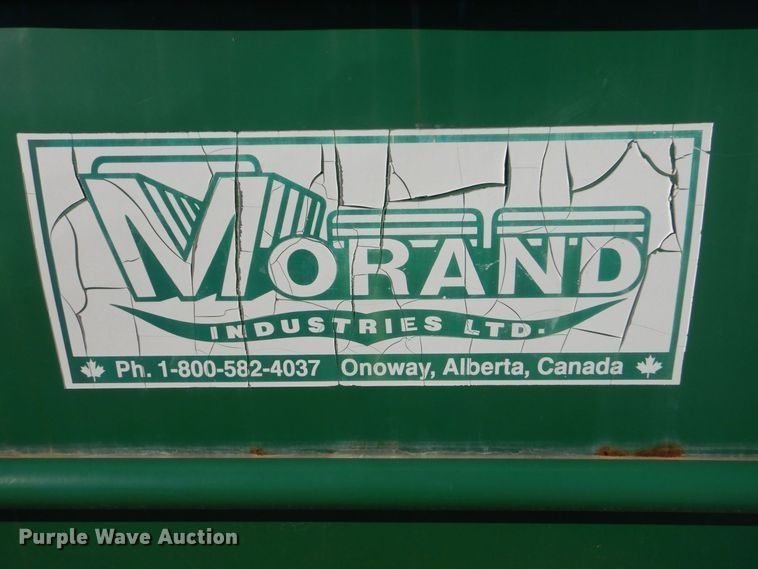 MORAND
INDUSTRIES LTD.
Ph. 1-800-582-4037 Onoway, Alberta, Canada
Purple Wave Auction